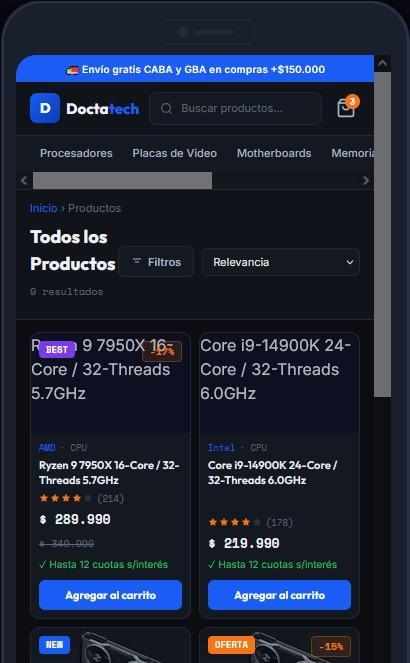 Envío gratis CABA y GBA en compras +$150.000
D Doctatech Buscar productos... 3
Procesadores Placas de Video Motherboards Memoria
Inicio › Productos
Todos los
Productos Filtros Relevancia
9 resultados
BEST
-17%
Ryzen 9 7950X 16-
Core / 32-Threads
5.7GHz
AMD · CPU
Ryzen 9 7950X 16-Core / 32-
Threads 5.7GHz
(214)
$ 289.990
$ 340.000
✓ Hasta 12 cuotas s/interés
Agregar al carrito
Core i9-14900K 24-
Core / 32-Threads
6.0GHz
Intel · CPU
Core i9-14900K 24-Core /
32-Threads 6.0GHz
(178)
$ 219.990
✓ Hasta 12 cuotas s/interés
Agregar al carrito
NEW
OFERTA
-15%